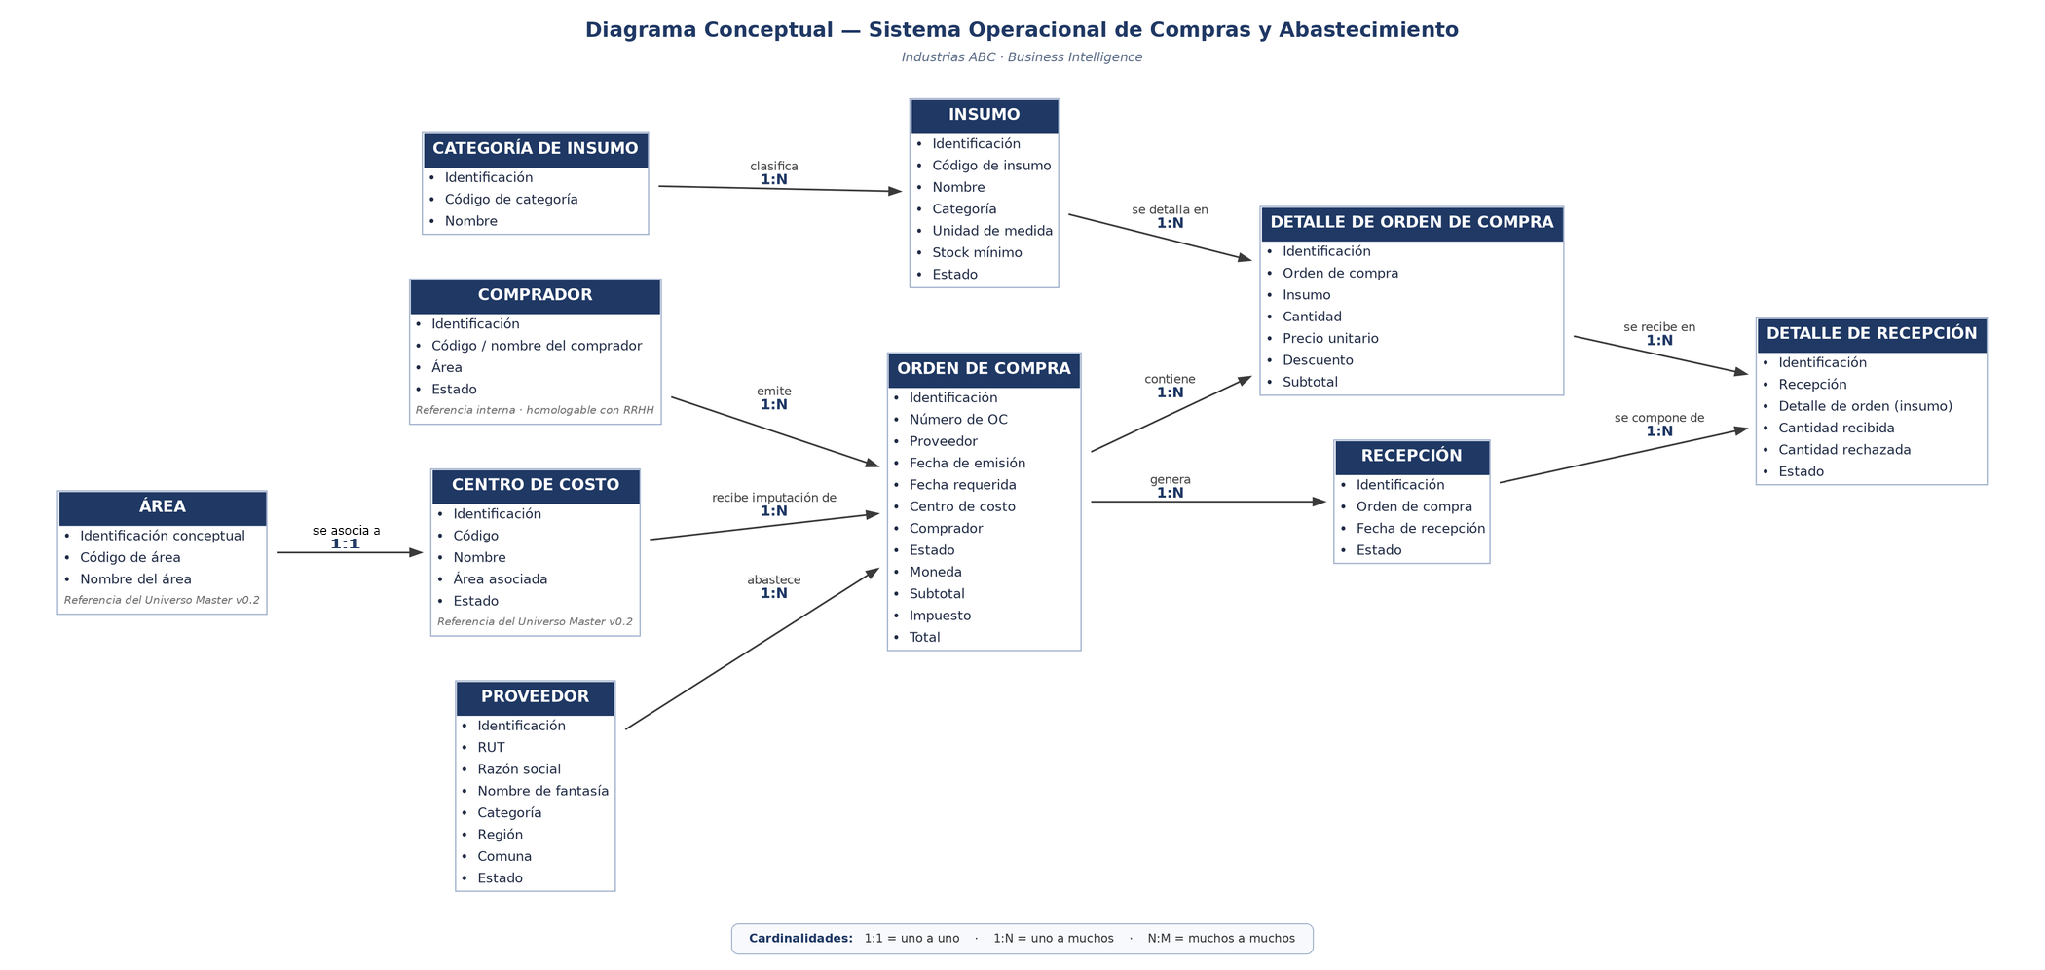 Diagrama Conceptual — Sistema Operacional de Compras y Abastecimiento
Industrias ABC · Business Intelligence
CATEGORÍA DE INSUMO
• Identificación
• Código de categoría
• Nombre
clasifica
1:N
INSUMO
• Identificación
• Código de insumo
• Nombre
• Categoría
• Unidad de medida
• Stock mínimo
• Estado
se detalla en
1:N
DETALLE DE ORDEN DE COMPRA
• Identificación
• Orden de compra
• Insumo
• Cantidad
• Precio unitario
• Descuento
• Subtotal
COMPRADOR
• Identificación
• Código / nombre del comprador
• Área
• Estado
Referencia interna · homologable con RRHH
emite
1:N
ORDEN DE COMPRA
• Identificación
• Número de OC
• Proveedor
• Fecha de emisión
• Fecha requerida
• Centro de costo
• Comprador
• Estado
• Moneda
• Subtotal
• Impuesto
• Total
contiene
1:N
genera
1:N
se recibe en
1:N
DETALLE DE RECEPCIÓN
• Identificación
• Recepción
• Detalle de orden (insumo)
• Cantidad recibida
• Cantidad rechazada
• Estado
RECEPCIÓN
• Identificación
• Orden de compra
• Fecha de recepción
• Estado
se compone de
1:N
ÁREA
• Identificación conceptual
• Código de área
• Nombre del área
Referencia del Universo Master v0.2
se asocia a
1:1
CENTRO DE COSTO
• Identificación
• Código
• Nombre
• Área asociada
• Estado
Referencia del Universo Master v0.2
recibe imputación de
1:N
abastece
1:N
PROVEEDOR
• Identificación
• RUT
• Razón social
• Nombre de fantasía
• Categoría
• Región
• Comuna
• Estado
Cardinalidades: 1:1 = uno a uno · 1:N = uno a muchos · N:M = muchos a muchos